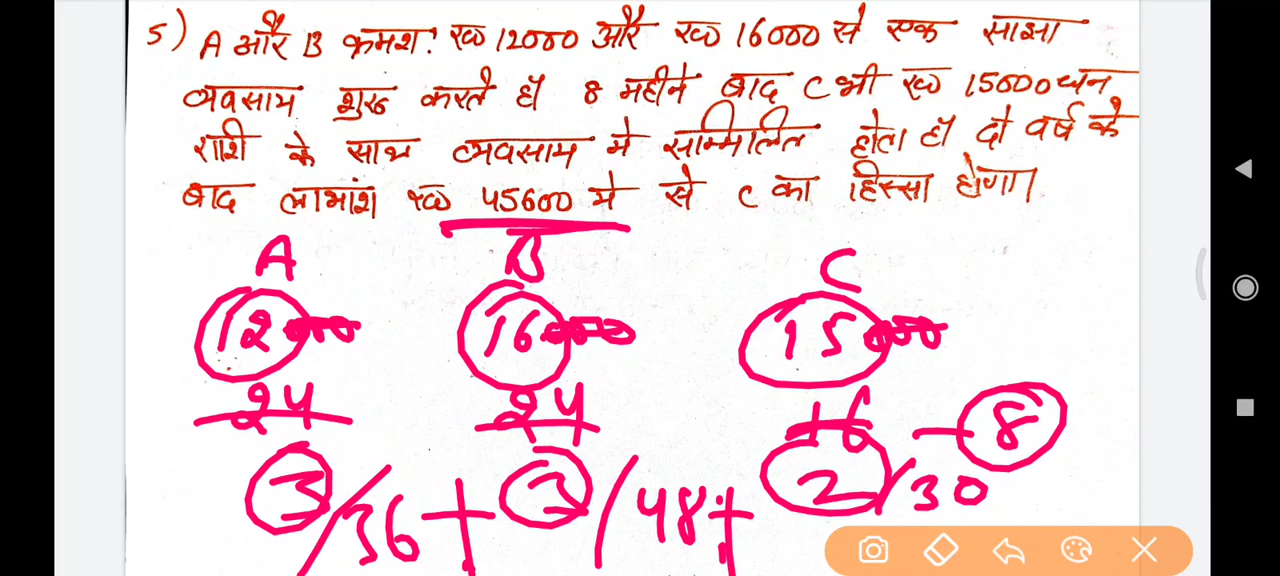 5) A और B क्रमश: रू 12000 और रू 16000 से एक साझा
व्यवसाय शुरू करते हैं 8 महीने बाद C भी रू 15000 धन
राशी के साथ व्यवसाय में सम्मिलित होता हैं दो वर्ष के
बाद लाभांश रू 45600 में से C का हिस्सा होगा।
A B C
12000 16000 15000
24 24 16 - 8
3/36 + 3/48 + 2/30